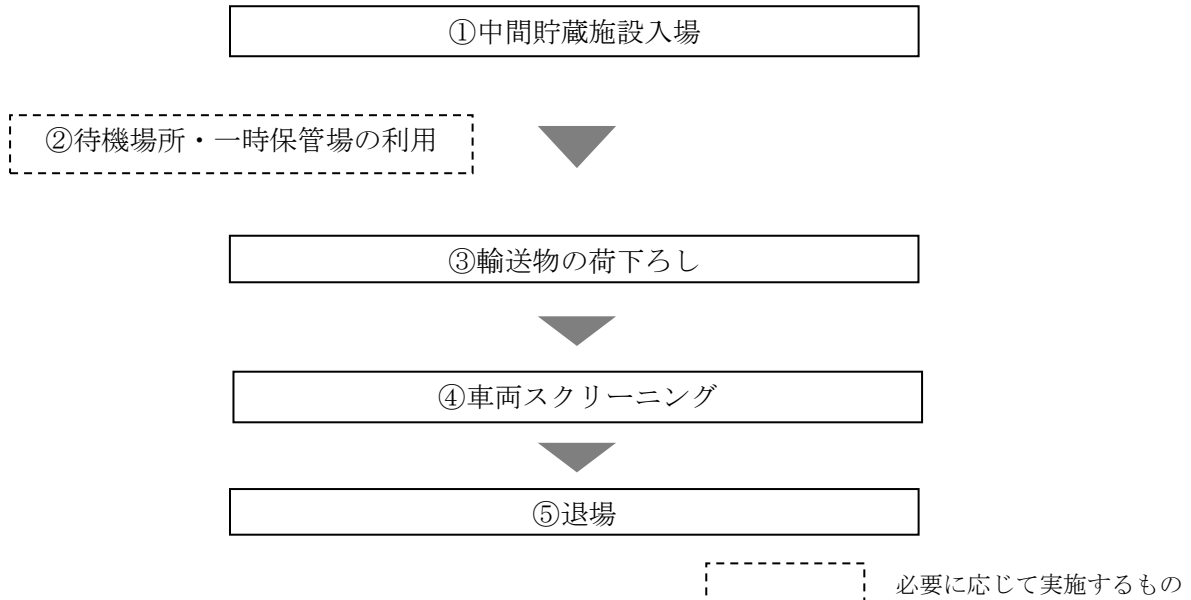 ①中間貯蔵施設入場
②待機場所・一時保管場の利用
③輸送物の荷下ろし
④車両スクリーニング
⑤退場
必要に応じて実施するもの